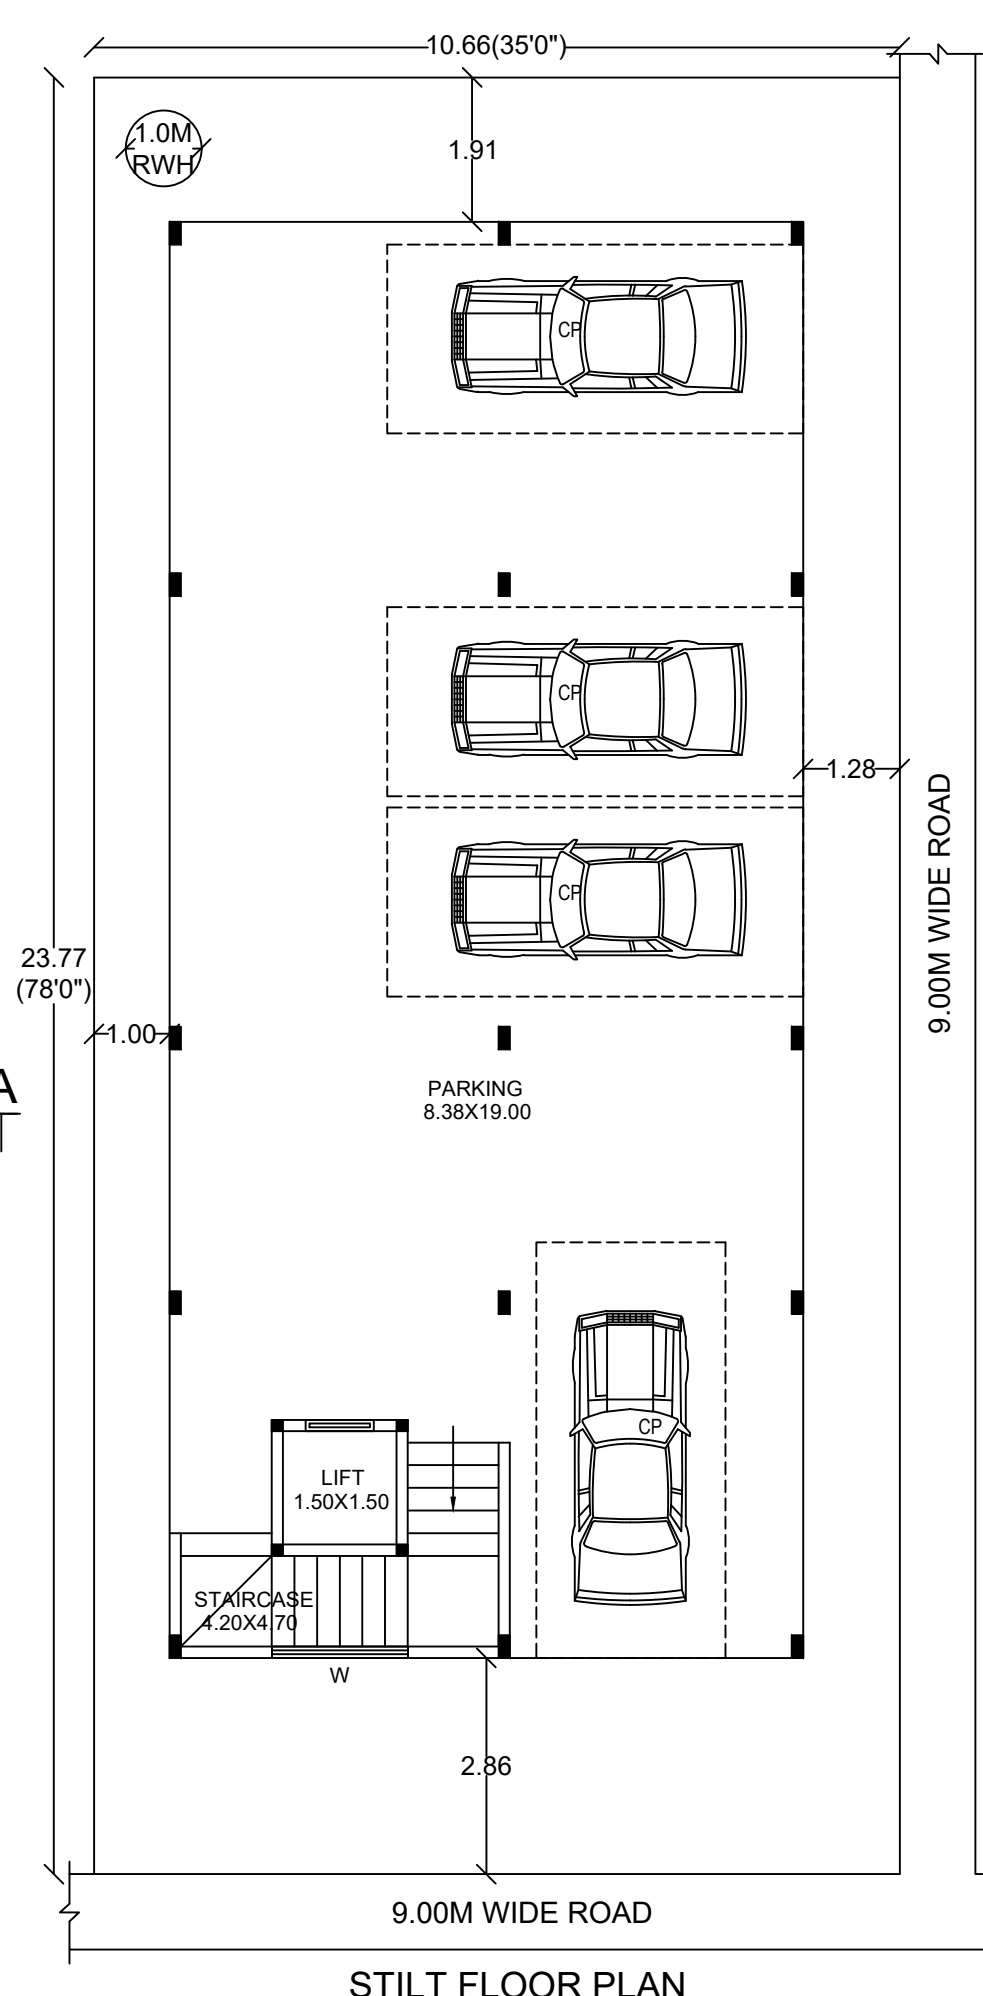 10.66(35'0")
1.0M
RWH
1.91
CP
CP
1.28
CP
9.00M WIDE ROAD
23.77
(78'0")
1.00
A
PARKING
8.38X19.00
CP
LIFT
1.50X1.50
STAIRCASE
4.20X4.70
W
2.86
9.00M WIDE ROAD
STILT FLOOR PLAN